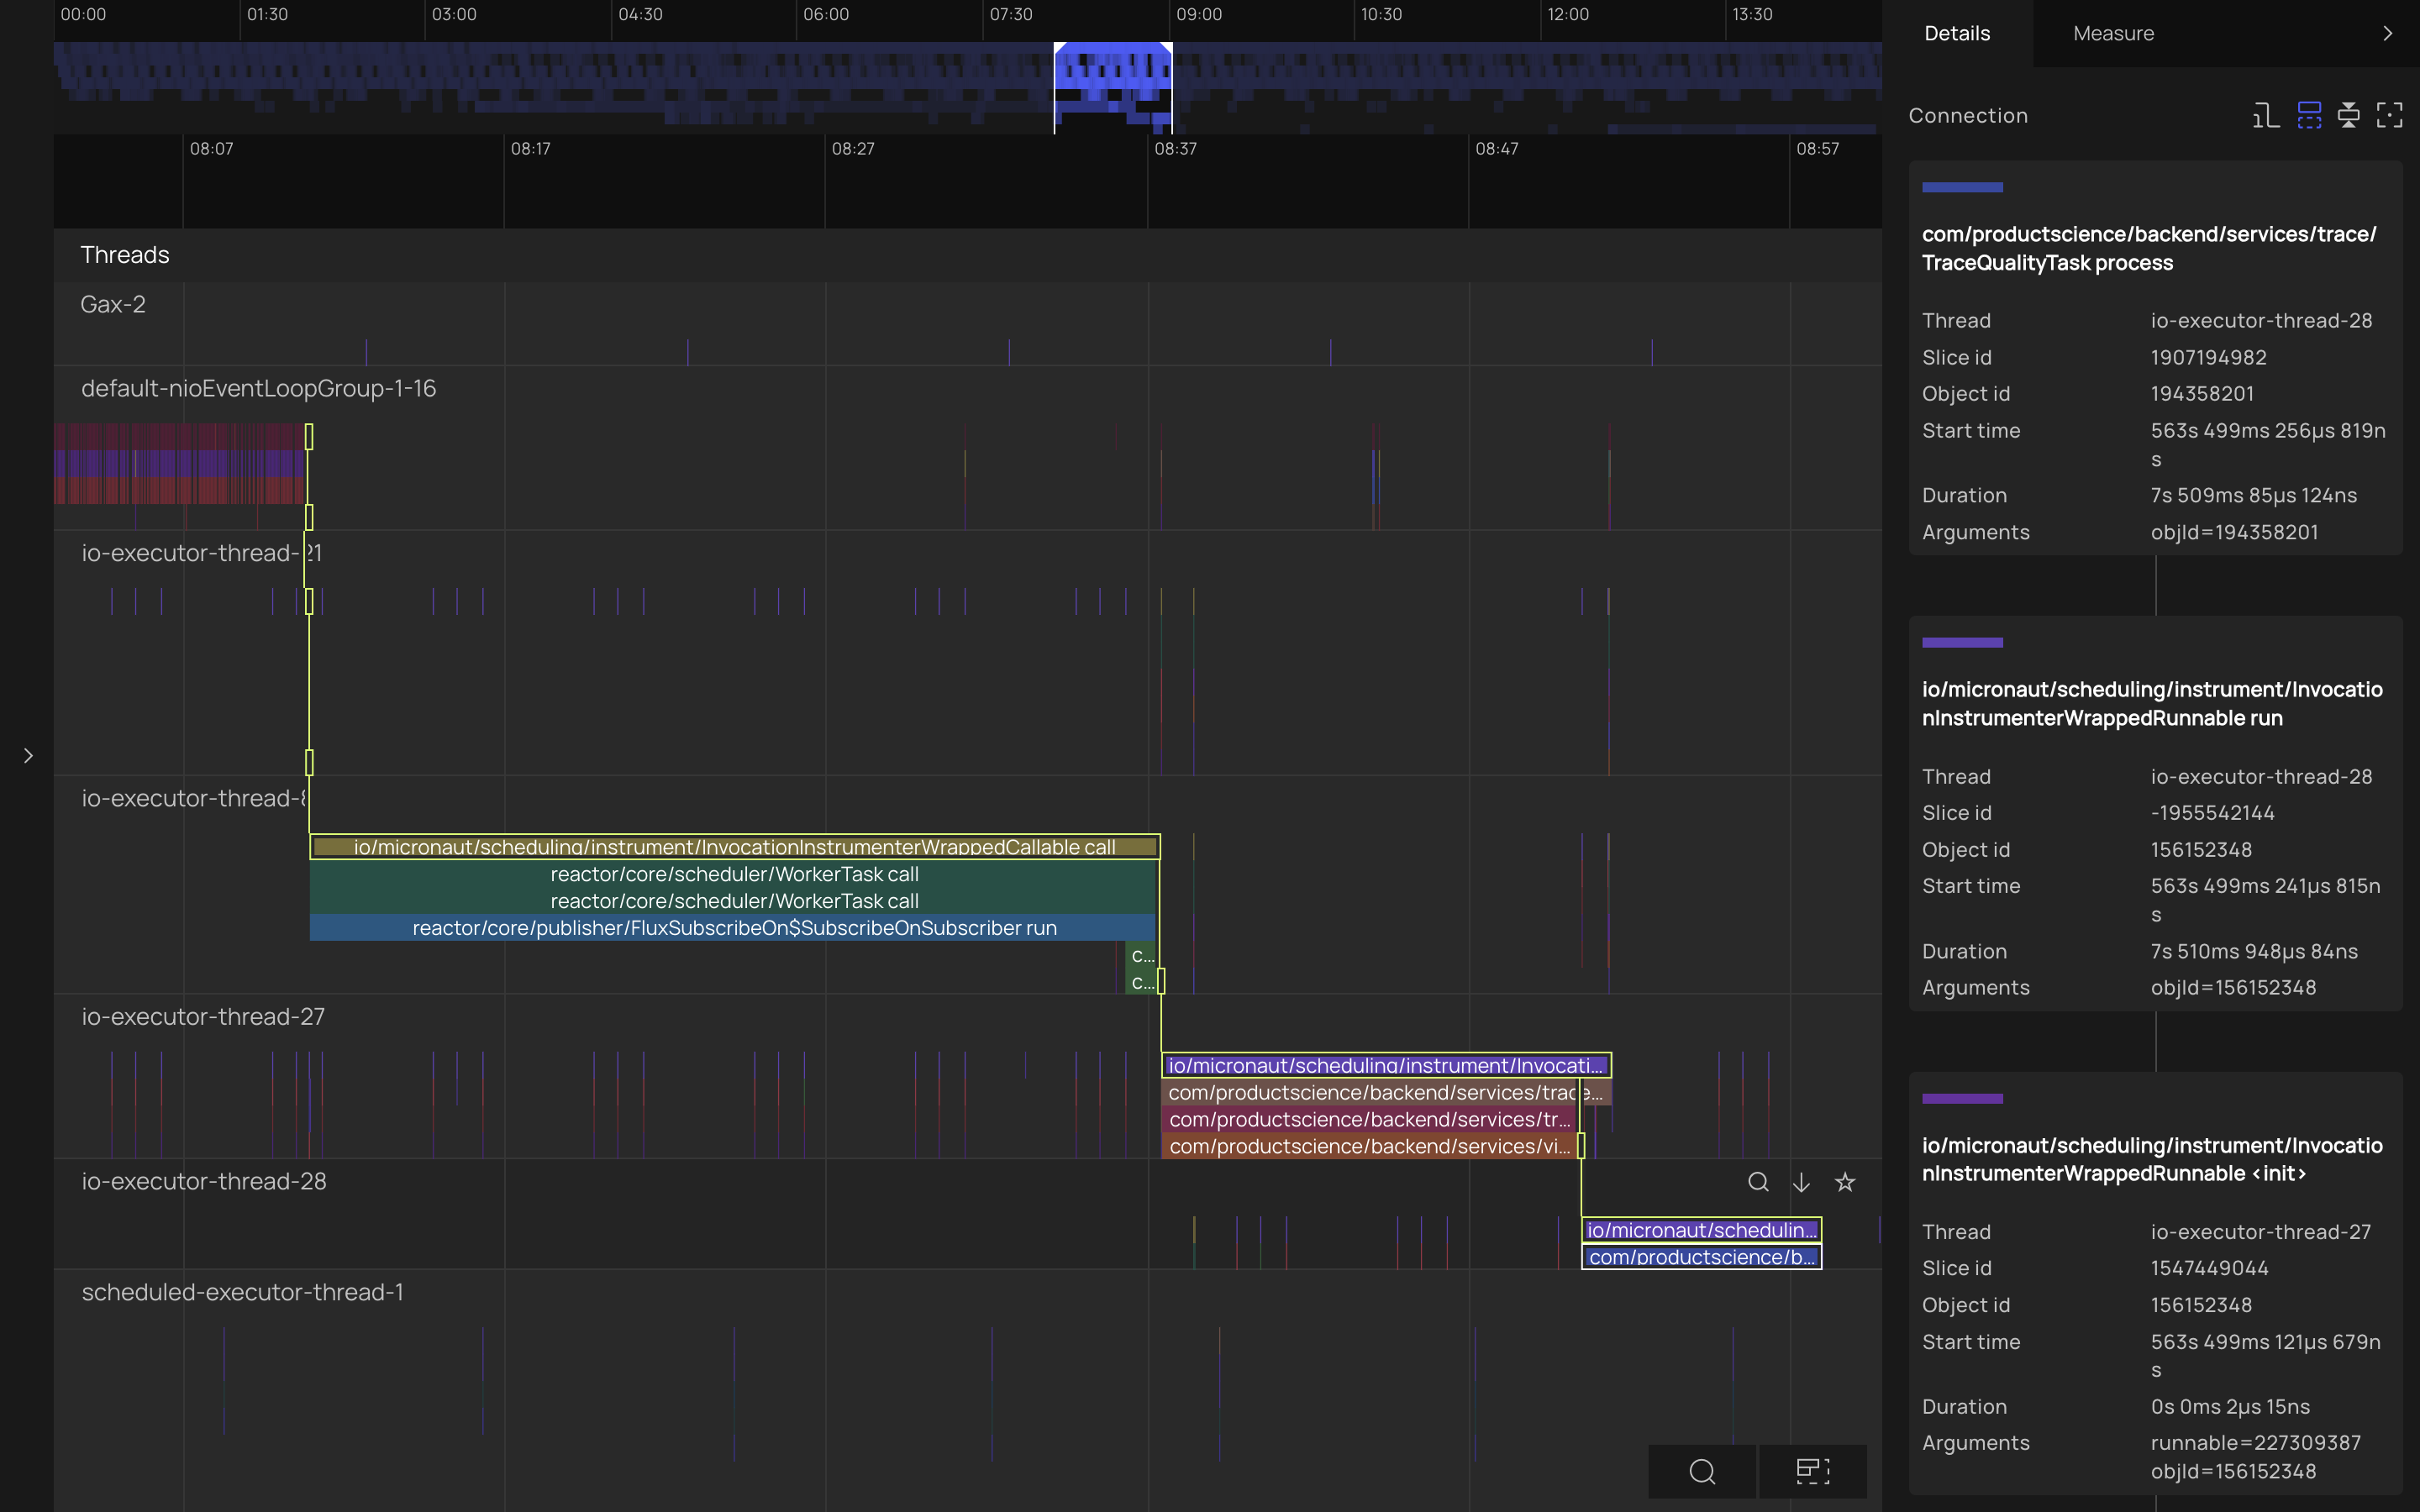 00:00 01:30 03:00 04:30 06:00 07:30 09:00 10:30 12:00 13:30
08:07 08:17 08:27 08:37 08:47 08:57
Threads
Gax-2
default-nioEventLoopGroup-1-16
io-executor-thread-21
io-executor-thread-8
io/micronaut/scheduling/instrument/InvocationInstrumenterWrappedCallable call
reactor/core/scheduler/WorkerTask call
reactor/core/scheduler/WorkerTask call
reactor/core/publisher/FluxSubscribeOn$SubscribeOnSubscriber run
c...
c...
io-executor-thread-27
io/micronaut/scheduling/instrument/Invocati...
com/productscience/backend/services/trace...
com/productscience/backend/services/tr...
com/productscience/backend/services/vi...
io-executor-thread-28
io/micronaut/schedulin...
com/productscience/b...
scheduled-executor-thread-1
Details Measure
Connection
com/productscience/backend/services/trace/
TraceQualityTask process
Thread io-executor-thread-28
Slice id 1907194982
Object id 194358201
Start time 563s 499ms 256µs 819n
s
Duration 7s 509ms 85µs 124ns
Arguments objId=194358201
io/micronaut/scheduling/instrument/Invocatio
nInstrumenterWrappedRunnable run
Thread io-executor-thread-28
Slice id -1955542144
Object id 156152348
Start time 563s 499ms 241µs 815n
s
Duration 7s 510ms 948µs 84ns
Arguments objId=156152348
io/micronaut/scheduling/instrument/Invocatio
nInstrumenterWrappedRunnable <init>
Thread io-executor-thread-27
Slice id 1547449044
Object id 156152348
Start time 563s 499ms 121µs 679n
s
Duration 0s 0ms 2µs 15ns
Arguments runnable=227309387
objId=156152348